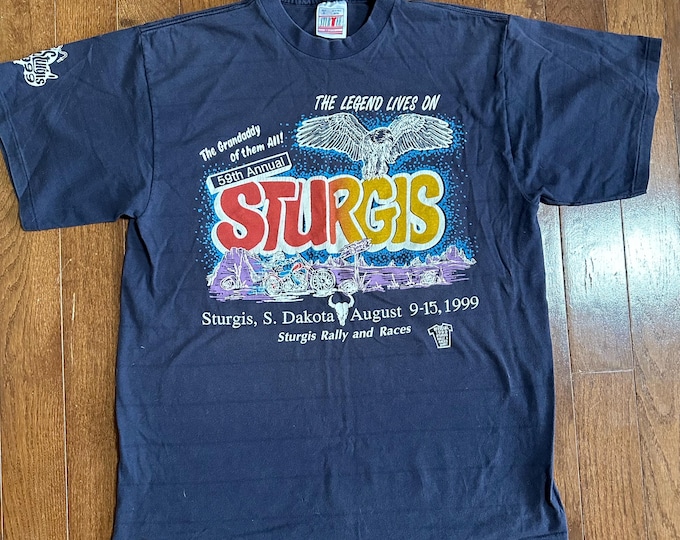 THE LEGEND LIVES ON
The Grandaddy
of them All!
59th Annual
STURGIS
Sturgis, S. Dakota August 9-15, 1999
Sturgis Rally and Races